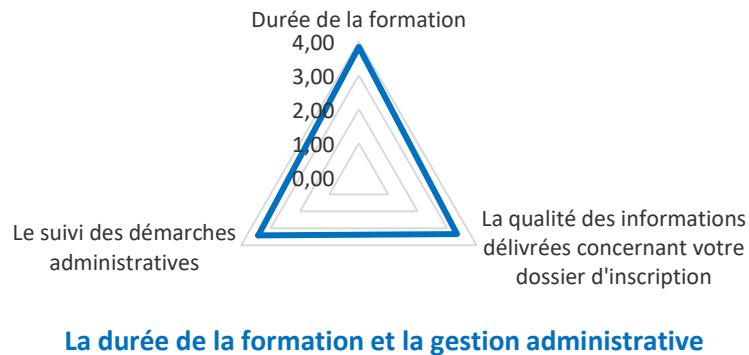 Durée de la formation
4,00
3,00
2,00
1,00
0,00
La qualité des informations
délivrées concernant votre
dossier d'inscription
Le suivi des démarches
administratives
La durée de la formation et la gestion administrative